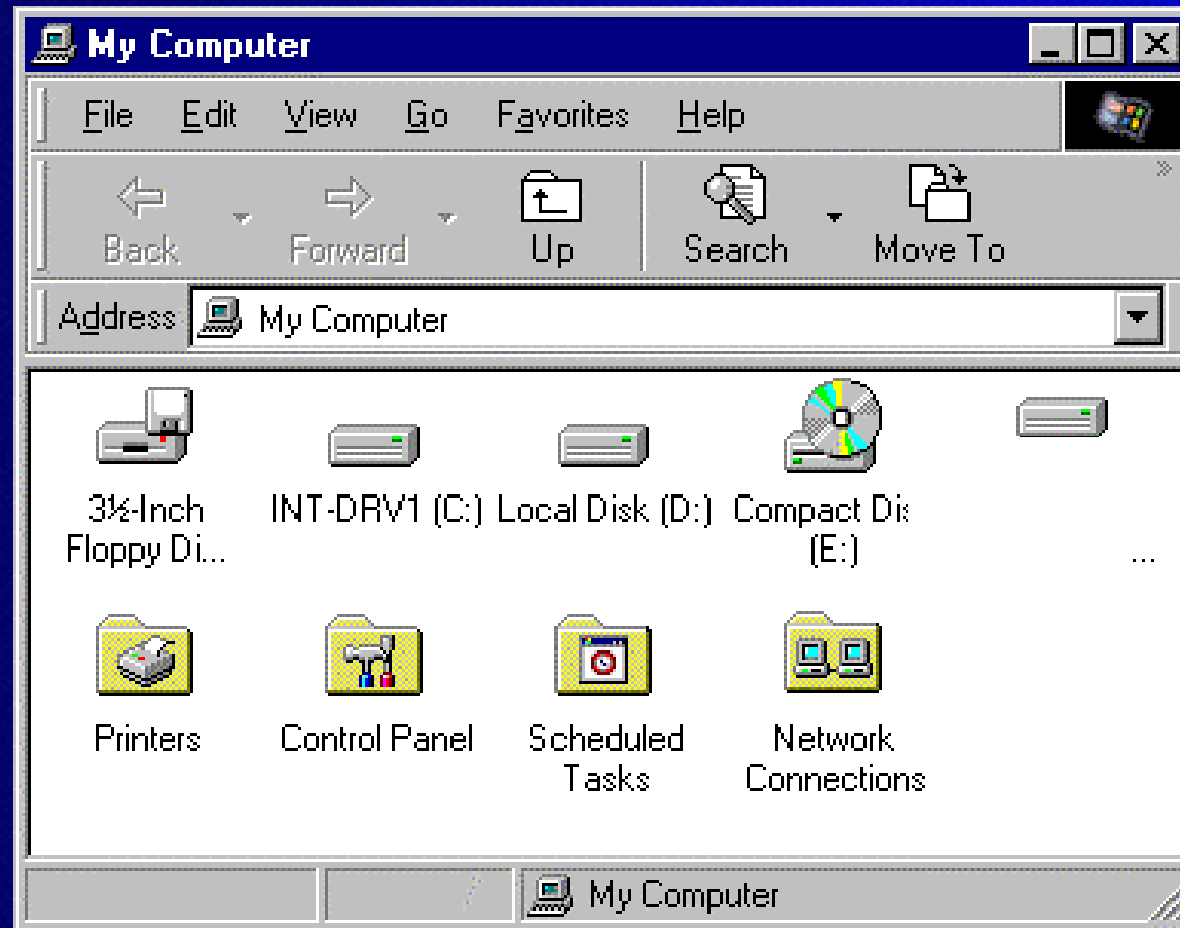 My Computer
File Edit View Go Favorites Help
Back Forward Up Search Move To
Address My Computer
3½-Inch Floppy Di...
INT-DRV1 (C:)
Local Disk (D:)
Compact Dis
(E:)
...
Printers
Control Panel
Scheduled
Tasks
Network
Connections
My Computer